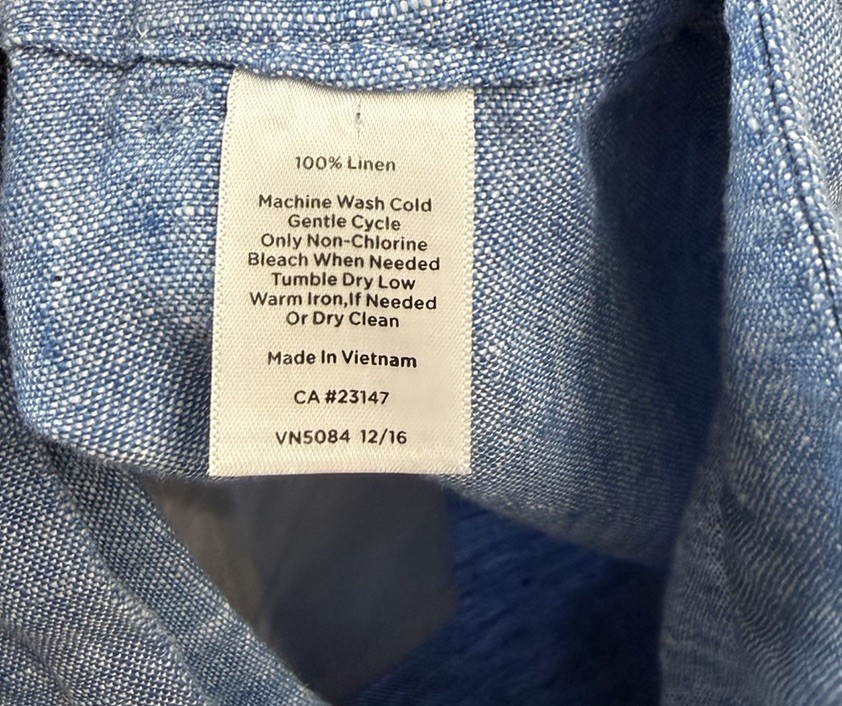 100% Linen
Machine Wash Cold
Gentle Cycle
Only Non-Chlorine
Bleach When Needed
Tumble Dry Low
Warm Iron,If Needed
Or Dry Clean
Made In Vietnam
CA #23147
VN5084 12/16